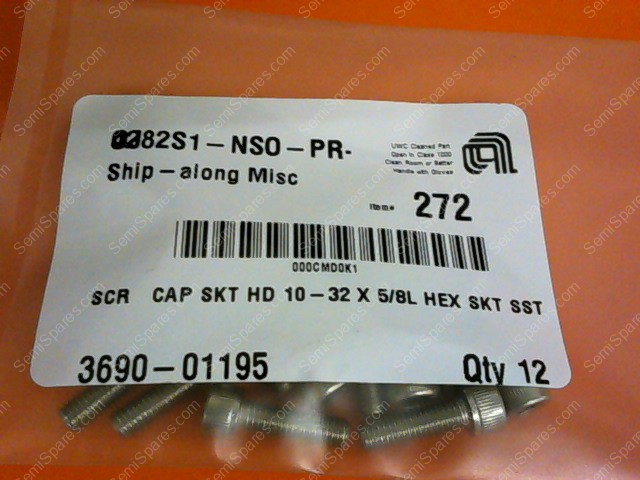 82S1-NSO-PR-
Ship-along Misc
UWC Cleaned Part
Open in Class 1000
Clean Room or Better
Handle with Gloves
Item# 272
000CMD0K1
SCR CAP SKT HD 10-32 X 5/8L HEX SKT SST
3690-01195 Qty 12
SemiSpares.com